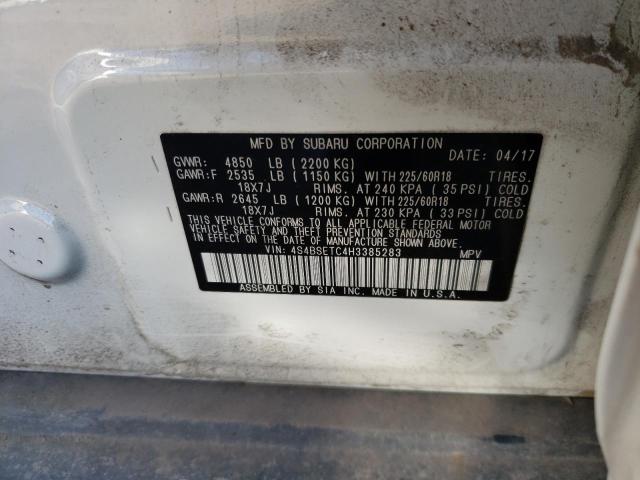 MFD BY SUBARU CORPORATION
GVWR: 4850 LB (2200 KG) DATE: 04/17
GAWR:F 2535 LB (1150 KG) WITH 225/60R18 TIRES.
18X7J RIMS. AT 240 KPA (35 PSI) COLD
GAWR:R 2645 LB (1200 KG) WITH 225/60R18 TIRES.
18X7J RIMS. AT 230 KPA (33 PSI) COLD
THIS VEHICLE CONFORMS TO ALL APPLICABLE FEDERAL MOTOR
VEHICLE SAFETY AND THEFT PREVENTION STANDARDS IN
EFFECT ON THE DATE OF MANUFACTURE SHOWN ABOVE.
VIN: 4S4BSETC4H3385283 MPV
ASSEMBLED BY SIA INC. MADE IN U.S.A.